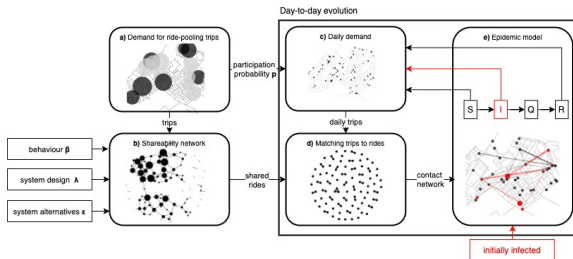 Day-to-day evolution
a) Demand for ride-pooling trips
participation
probability p
c) Daily demand
e) Epidemic model
S
I
Q
R
trips
daily trips
behaviour β
system design λ
system alternatives ε
b) Shareability network
shared
rides
d) Matching trips to rides
contact
network
initially infected